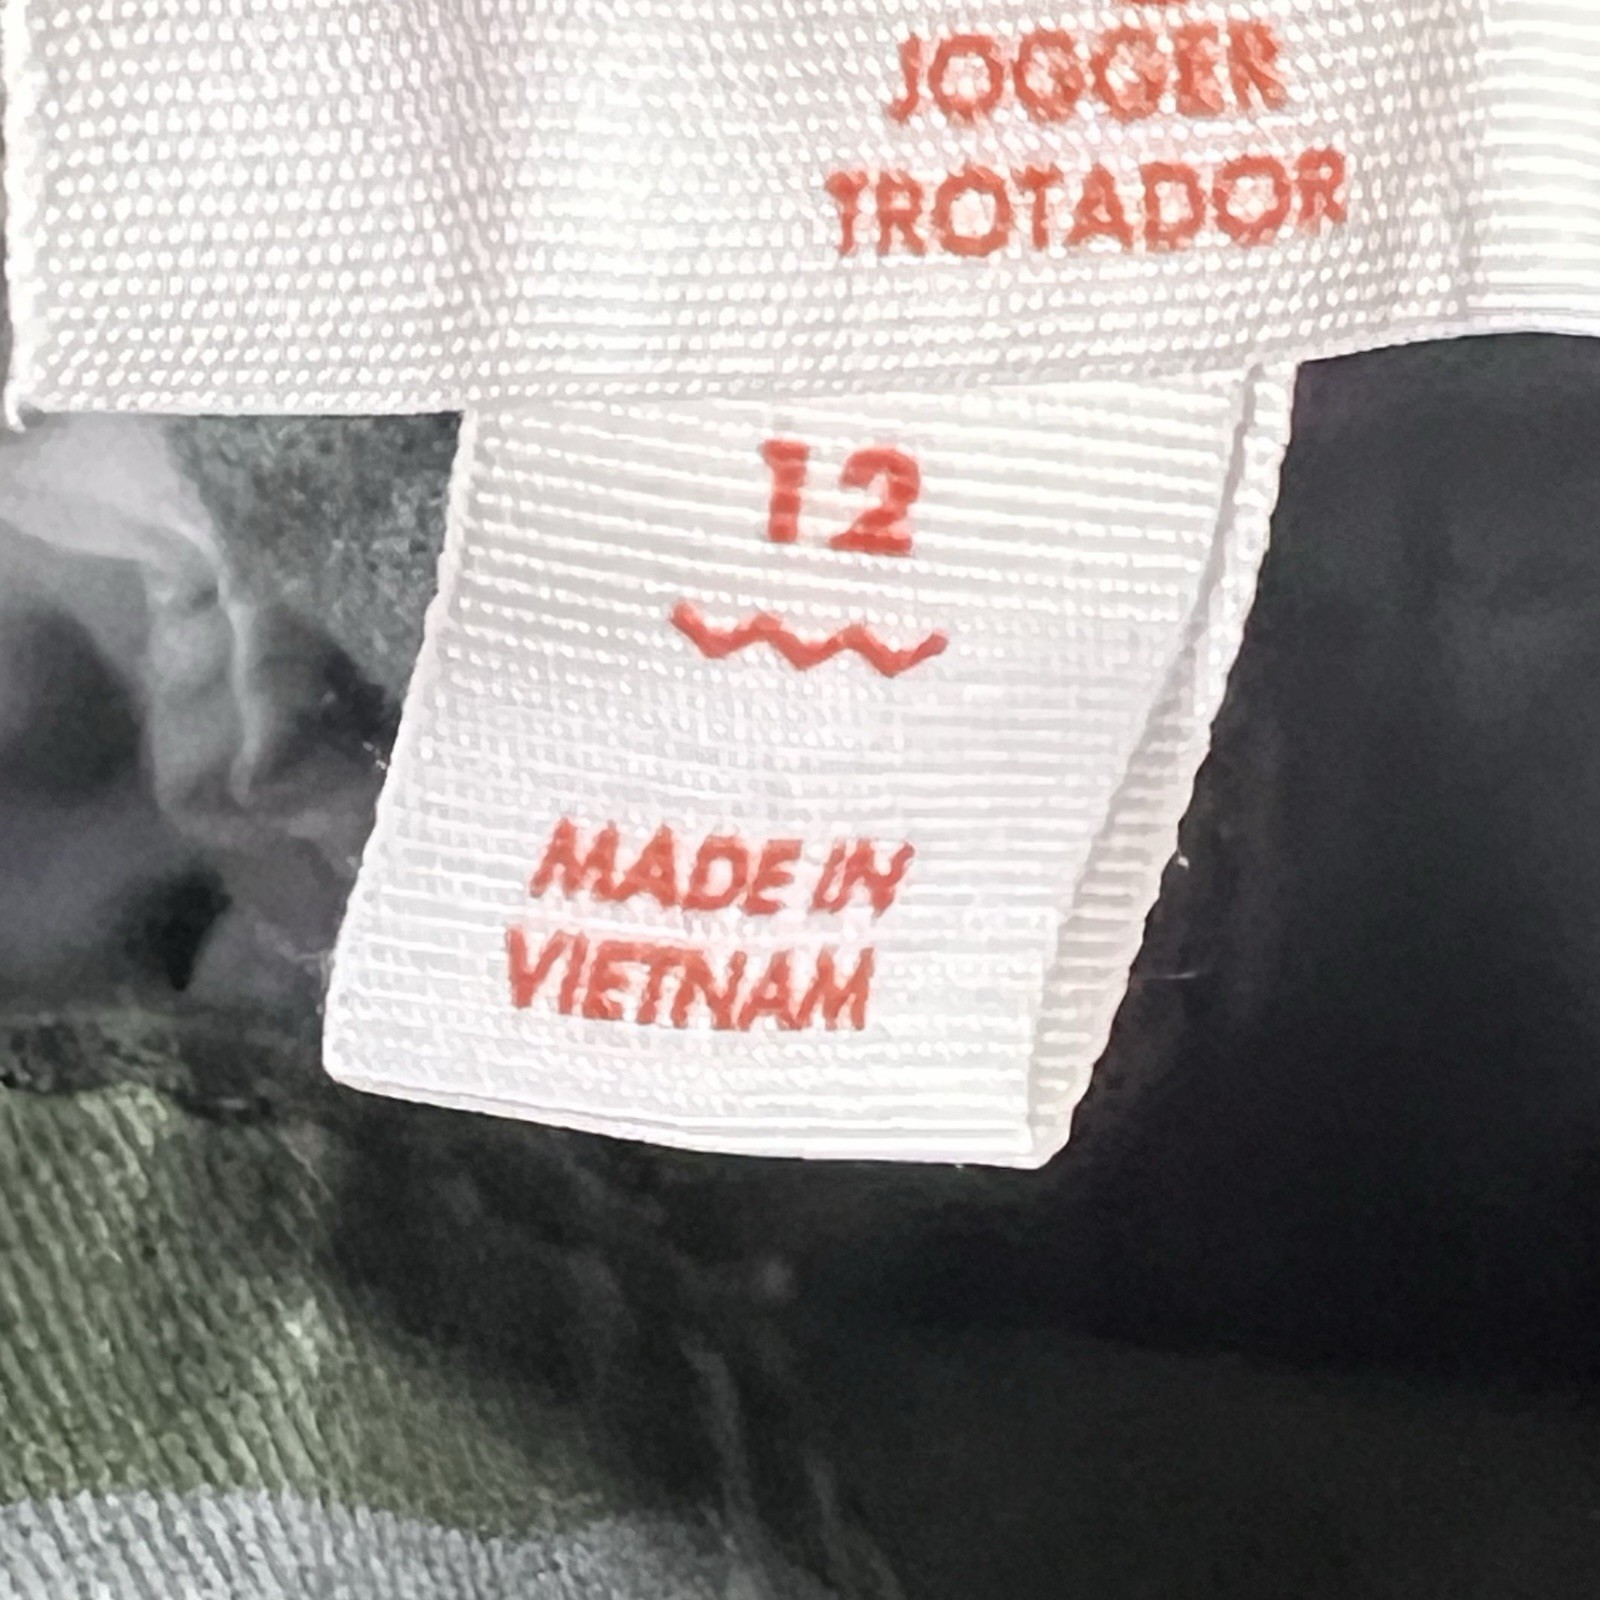 JOGGER
TROTADOR
12
MADE IN
VIETNAM